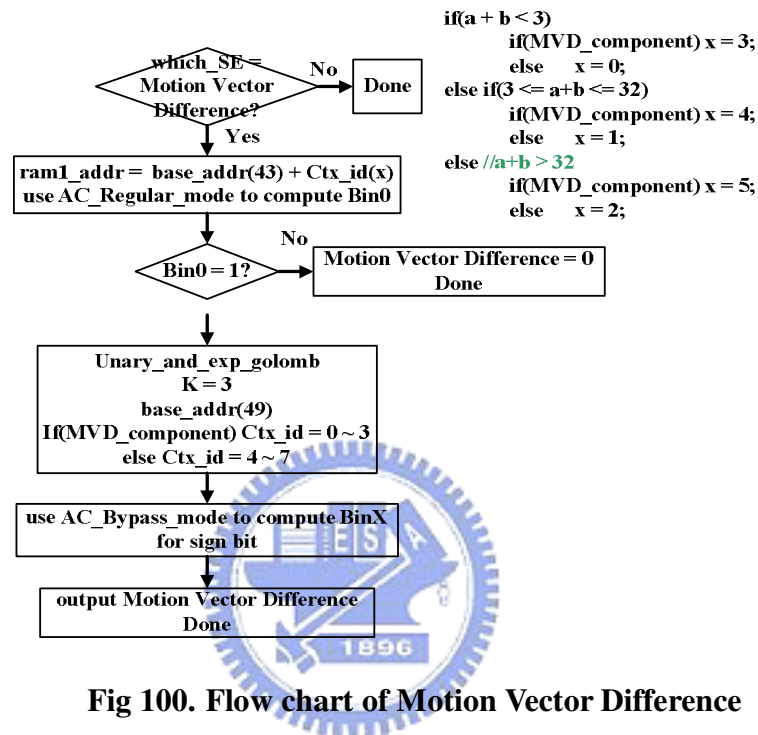 which_SE =
Motion Vector
Difference?
No
Done
Yes
ram1_addr = base_addr(43) + Ctx_id(x)
use AC_Regular_mode to compute Bin0
Bin0 = 1?
No
Motion Vector Difference = 0
Done
Unary_and_exp_golomb
K = 3
base_addr(49)
If(MVD_component) Ctx_id = 0 ~ 3
else Ctx_id = 4 ~ 7
use AC_Bypass_mode to compute BinX
for sign bit
output Motion Vector Difference
Done
if(a + b < 3)
if(MVD_component) x = 3;
else x = 0;
else if(3 <= a+b <= 32)
if(MVD_component) x = 4;
else x = 1;
else //a+b > 32
if(MVD_component) x = 5;
else x = 2;
ESA
1896
Fig 100. Flow chart of Motion Vector Difference